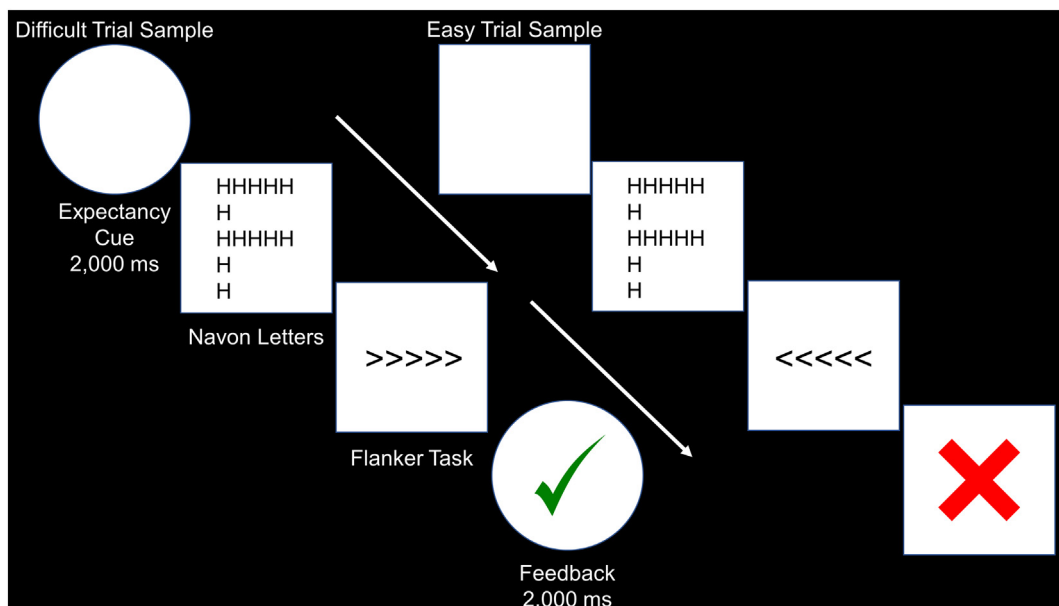 Difficult Trial Sample
Easy Trial Sample
Expectancy
Cue
2,000 ms
HHHHH
H
HHHHH
H
H
Navon Letters
>>>>>
Flanker Task
Feedback
2,000 ms
HHHHH
H
HHHHH
H
H
<<<<<